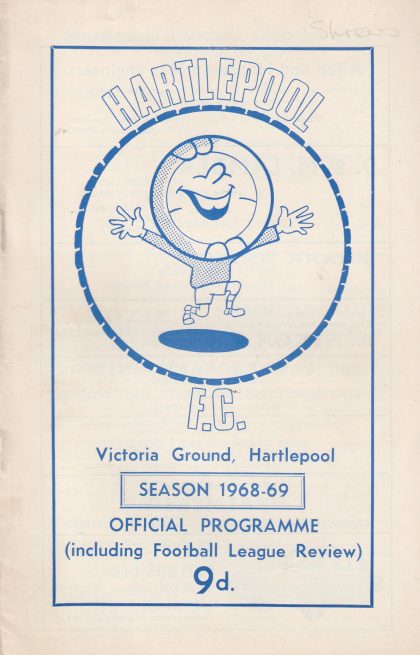 Shrews
HARTLEPOOL
F.C.
Victoria Ground, Hartlepool
SEASON 1968-69
OFFICIAL PROGRAMME
(including Football League Review)
9d.